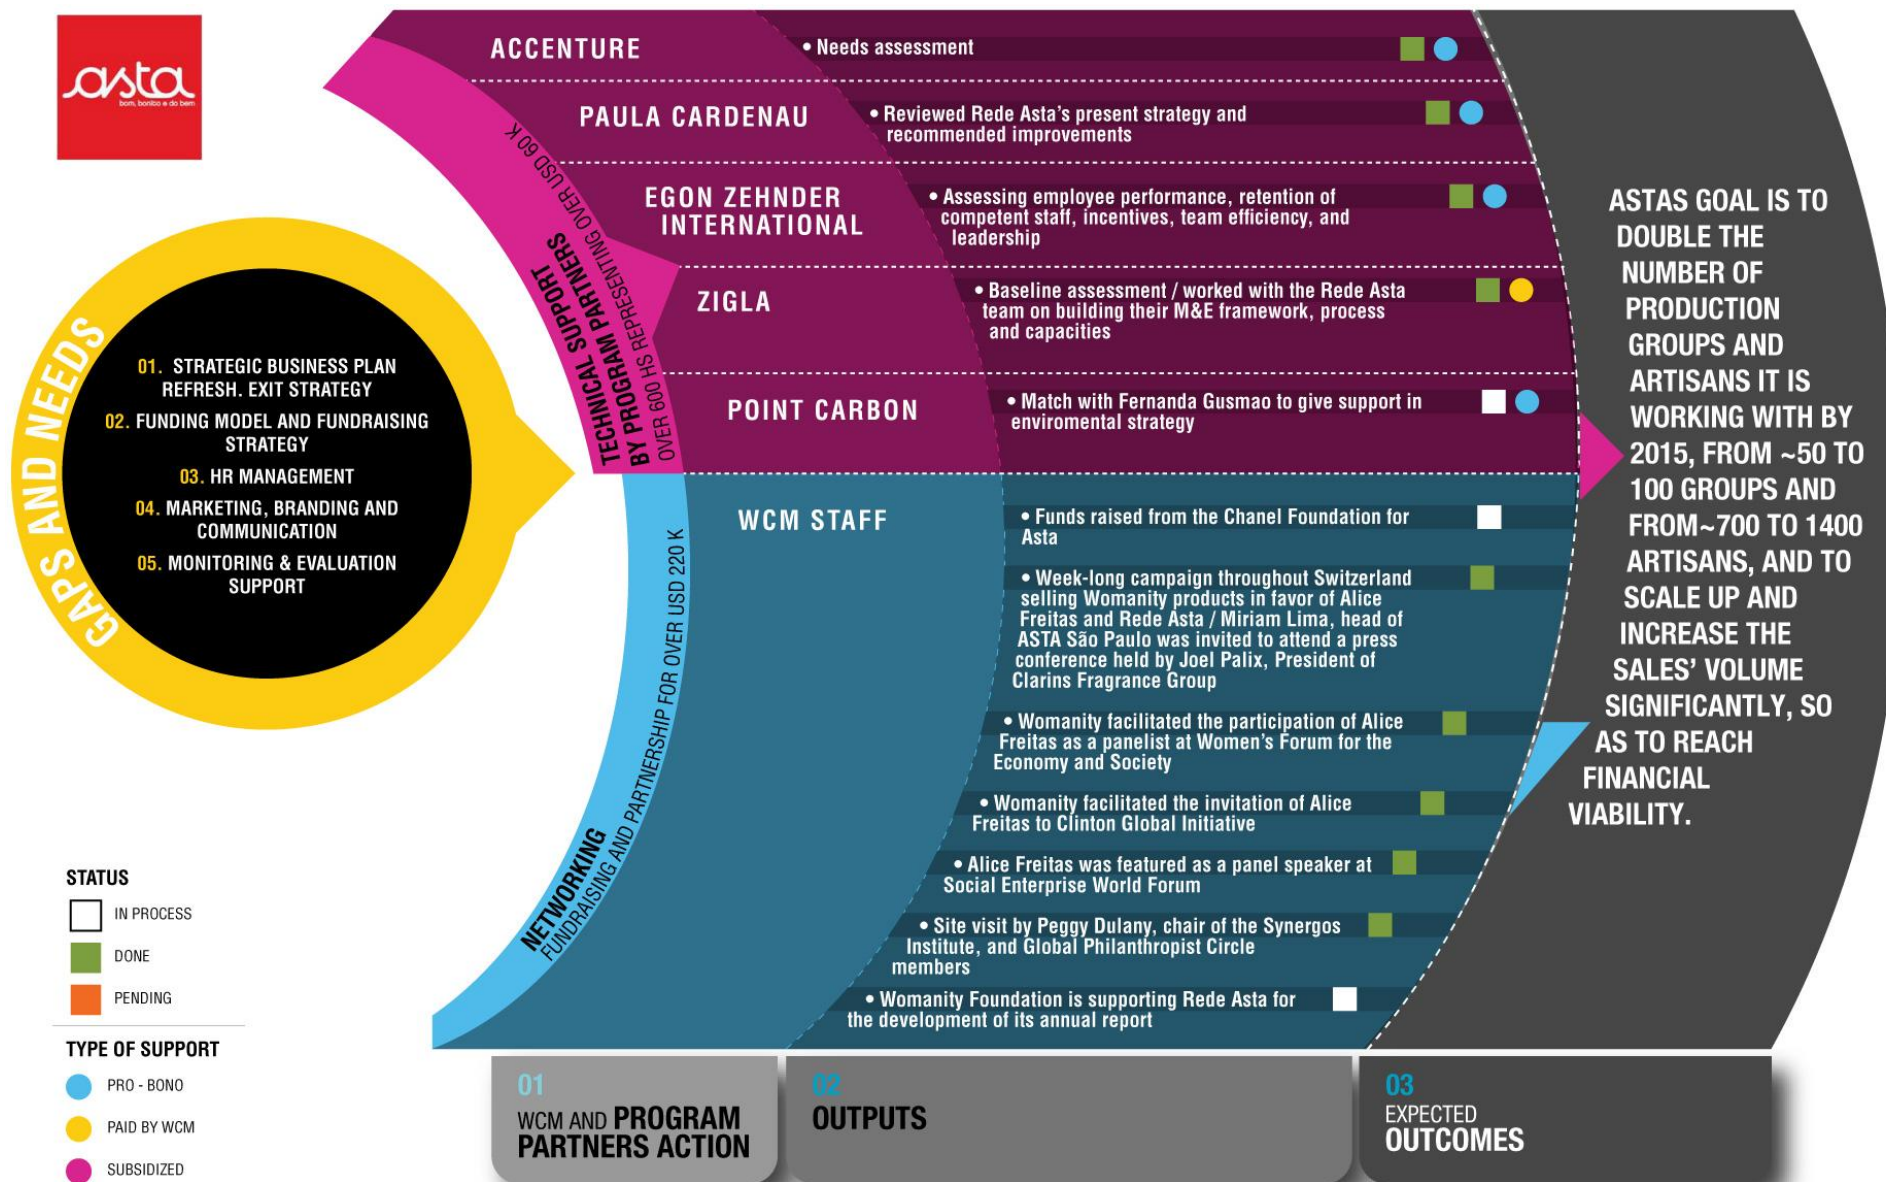 asta
bom, bonito e do bem
GAPS AND NEEDS
01. STRATEGIC BUSINESS PLAN
REFRESH. EXIT STRATEGY
02. FUNDING MODEL AND FUNDRAISING
STRATEGY
03. HR MANAGEMENT
04. MARKETING, BRANDING AND
COMMUNICATION
05. MONITORING & EVALUATION
SUPPORT
TECHNICAL SUPPORT
BY PROGRAM PARTNERS
OVER 600 HS REPRESENTING OVER USD 60 K
NETWORKING
FUNDRAISING AND PARTNERSHIP FOR OVER USD 220 K
ACCENTURE
• Needs assessment
PAULA CARDENAU
• Reviewed Rede Asta's present strategy and
recommended improvements
EGON ZEHNDER
INTERNATIONAL
• Assessing employee performance, retention of
competent staff, incentives, team efficiency, and
leadership
ZIGLA
• Baseline assessment / worked with the Rede Asta
team on building their M&E framework, process
and capacities
POINT CARBON
• Match with Fernanda Gusmao to give support in
enviromental strategy
WCM STAFF
• Funds raised from the Chanel Foundation for
Asta
• Week-long campaign throughout Switzerland
selling Womanity products in favor of Alice
Freitas and Rede Asta / Miriam Lima, head of
ASTA São Paulo was invited to attend a press
conference held by Joel Palix, President of
Clarins Fragrance Group
• Womanity facilitated the participation of Alice
Freitas as a panelist at Women's Forum for the
Economy and Society
• Womanity facilitated the invitation of Alice
Freitas to Clinton Global Initiative
• Alice Freitas was featured as a panel speaker at
Social Enterprise World Forum
• Site visit by Peggy Dulany, chair of the Synergos
Institute, and Global Philanthropist Circle
members
• Womanity Foundation is supporting Rede Asta for
the development of its annual report
ASTAS GOAL IS TO
DOUBLE THE
NUMBER OF
PRODUCTION
GROUPS AND
ARTISANS IT IS
WORKING WITH BY
2015, FROM ~50 TO
100 GROUPS AND
FROM~700 TO 1400
ARTISANS, AND TO
SCALE UP AND
INCREASE THE
SALES' VOLUME
SIGNIFICANTLY, SO
AS TO REACH
FINANCIAL
VIABILITY.
STATUS
IN PROCESS
DONE
PENDING
TYPE OF SUPPORT
PRO - BONO
PAID BY WCM
SUBSIDIZED
01
WCM AND PROGRAM
PARTNERS ACTION
02
OUTPUTS
03
EXPECTED
OUTCOMES